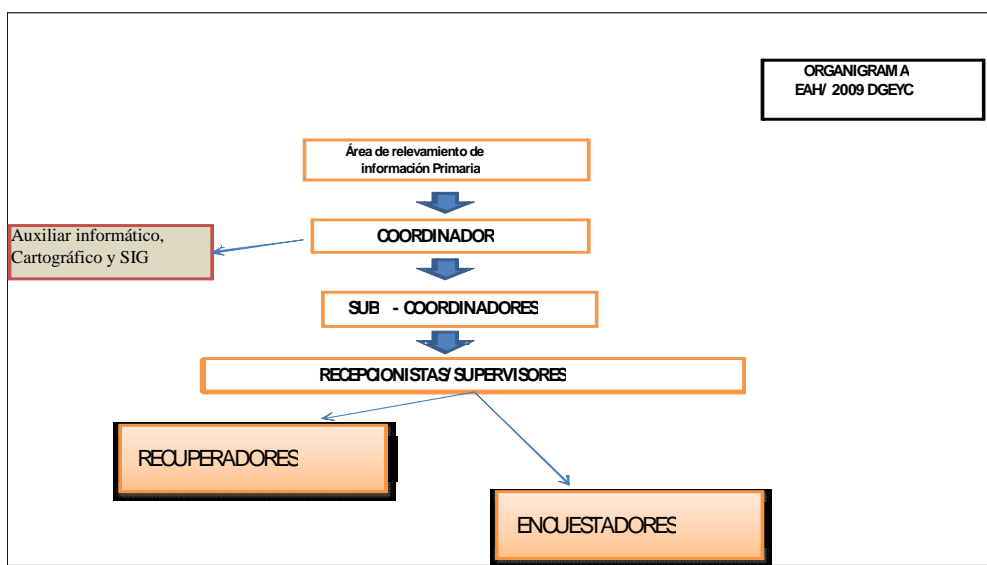 ORGANIGRAMA
EAH/ 2009 DGEYC
Área de relevamiento de
información Primaria
Auxiliar informático,
Cartográfico y SIG
COORDINADOR
SUB - COORDINADORES
RECEPCIONISTAS/SUPERVISORES
RECUPERADORES
ENCUESTADORES